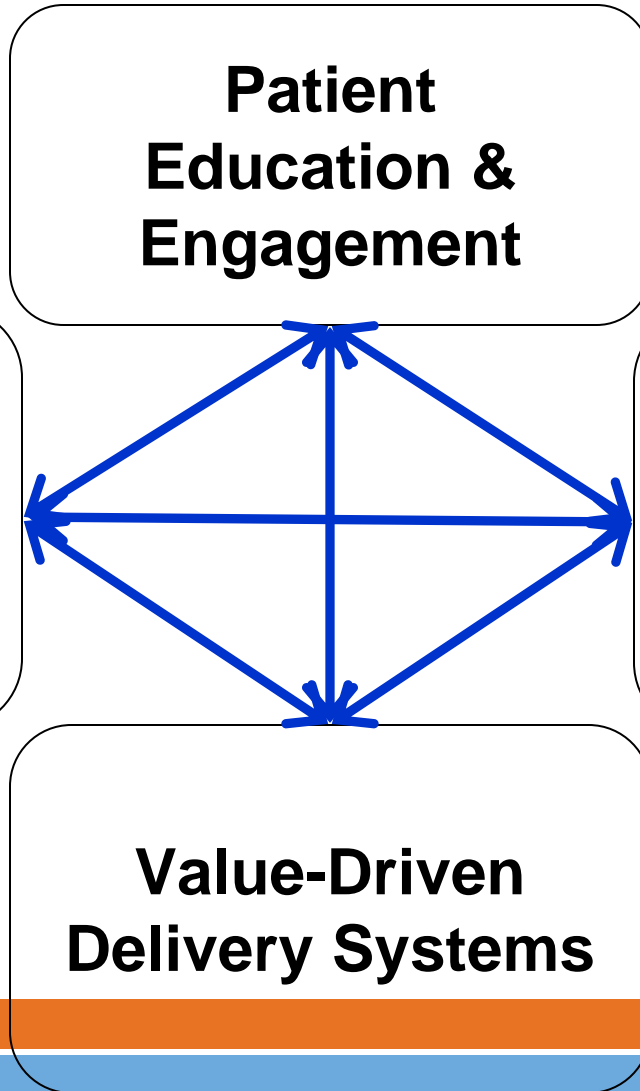 Patient
Education &
Engagement
Value-Driven
Delivery Systems